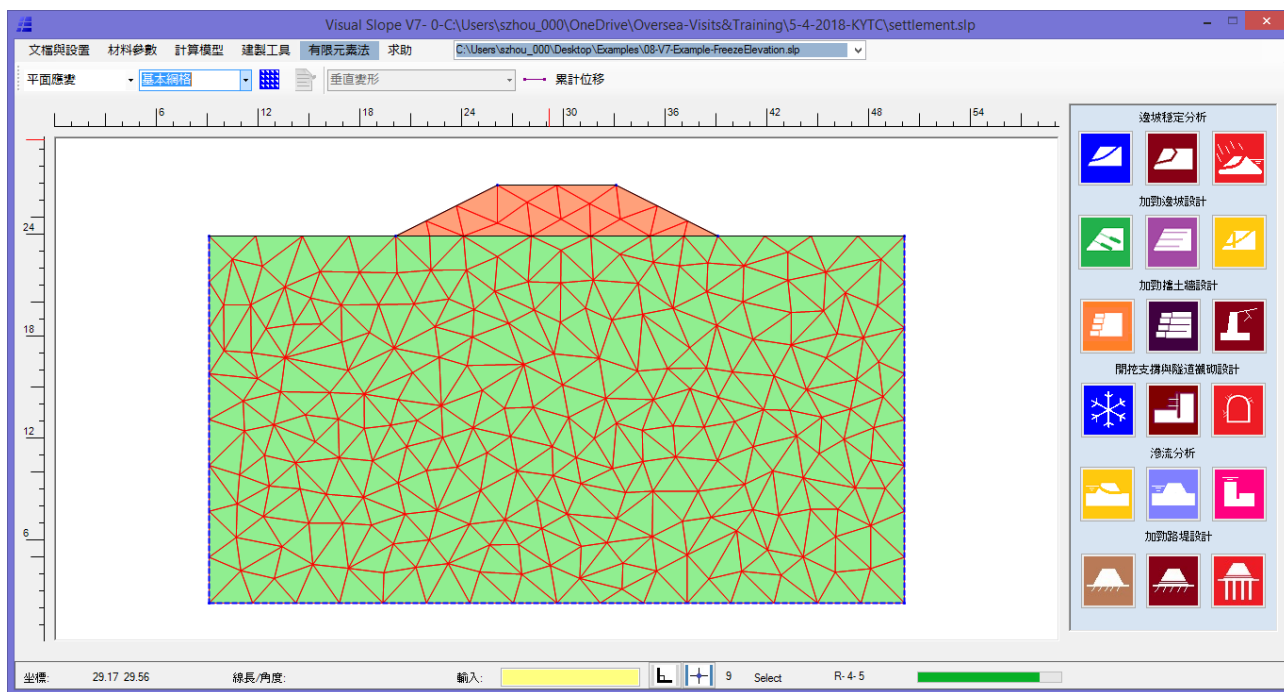 Visual Slope V7- 0-C:\Users\szhou_000\OneDrive\Oversea-Visits&Training\5-4-2018-KYTC\settlement.slp
文檔與設置 材料參數 計算模型 建製工具 有限元素法 求助 C:\Users\szhou_000\Desktop\Examples\08-V7-Example-FreezeElevation.slp
平面應變 基本網格 垂直變形 累計位移
6 12 18 24 30 36 42 48 54
24
18
12
6
邊坡穩定分析
加勁邊坡設計
加勁擋土牆設計
開挖支撐與隧道襯砌設計
滲流分析
加勁路堤設計
坐標: 29.17 29.56 線長/角度: 輸入: 9 Select R- 4- 5